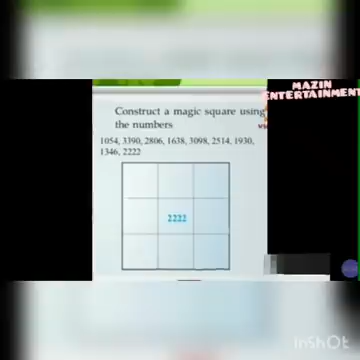 MAZIN
ENTERTAINMENT
Construct a magic square using
the numbers
1054, 3390, 2806, 1638, 3098, 2514, 1930,
1346, 2222
2222
InShOt